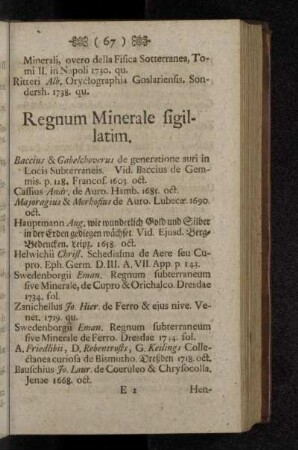 ( 67 )
Minerali, overo della Fisica Sotterranea, To-
mi II. in Napoli 1730. qu.
Ritteri Alb. Oryctographia Goslariensis. Son-
dersh. 1738. qu.
Regnum Minerale sigil-
latim.
Baccius & Gabelchoverus de generatione auri in
Locis Subterraneis. Vid. Baccius de Gem-
mis. p. 128. Francof. 1603. oct.
Cassius Andr. de Auro. Hamb. 1685. oct.
Majoragius & Morhofius de Auro. Lubecæ. 1690.
oct.
Hauptmann Aug. wie wunderlich Gold und Silber
in der Erden gediegen wächset. Vid. Ejusd. Berg-
Bedencken. Leipz. 1658. oct.
Helwichii Christ. Schediasma de Aere seu Cu-
pro. Eph. Germ. D. III. A. VII. App. p. 141.
Swedenborgii Eman. Regnum subterraneum
sive Minerale, de Cupro & Orichalco. Dresdae
1734. fol.
Zanichellius Jo. Hier. de Ferro & ejus nive. Ve-
net. 1719. qu.
Swedenborgii Eman. Regnum subterraneum
sive Minerale de Ferro. Dresdae 1734. fol.
A. Friedlibii, D. Rebentrosts, G. Keilings Colle-
ctanea curiosa de Bismutho. Dreßden 1718. oct.
Bauschius Jo. Laur. de Coeruleo & Chrysocolla.
Jenae 1668. oct.
E 2 Hen-